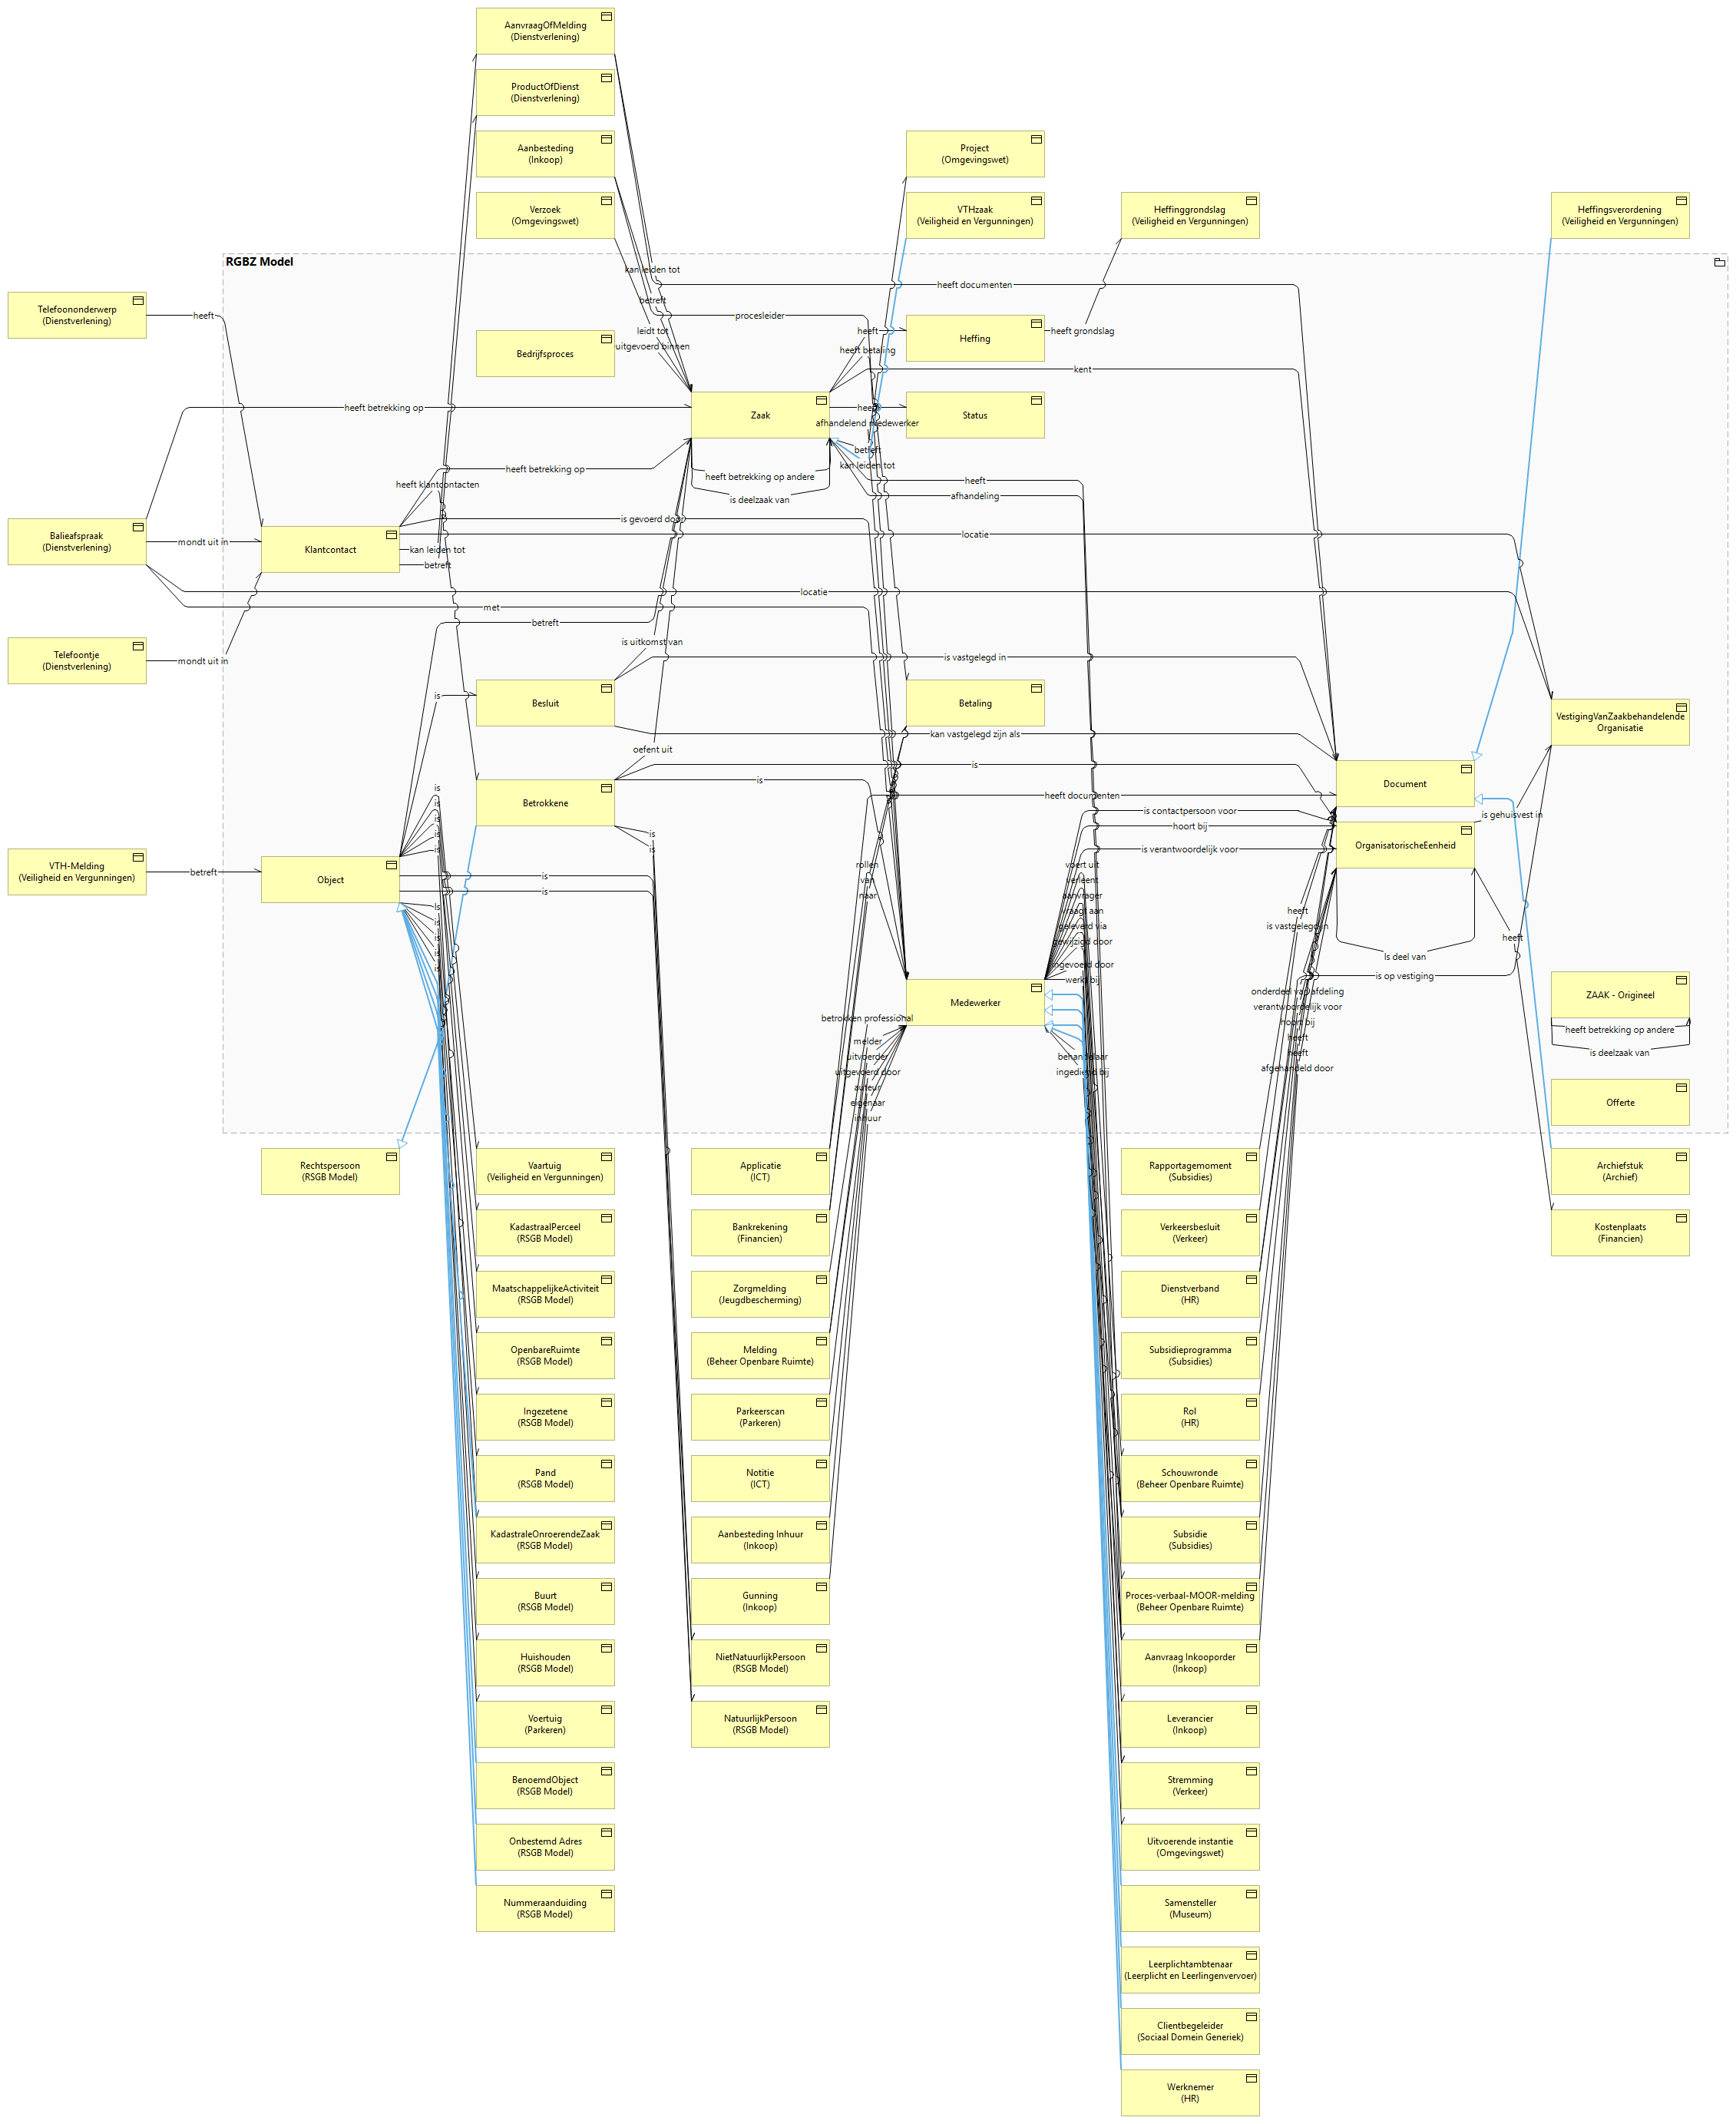 AanvraagOfMelding
(Dienstverlening)
ProductOfDienst
(Dienstverlening)
Aanbesteding
(Inkoop)
Project
(Omgevingswet)
Verzoek
(Omgevingswet)
VTHzaak
(Veiligheid en Vergunningen)
Heffinggrondslag
(Veiligheid en Vergunningen)
Heffingsverordening
(Veiligheid en Vergunningen)
RGBZ Model
kan leiden tot
heeft documenten
betreft
Telefoononderwerp
(Dienstverlening)
heeft
procesleider
leidt tot
heeft
Heffing
heeft grondslag
uitgevoerd binnen
Bedrijfsproces
heeft betaling
kent
heeft betrekking op
Zaak
heeft
Status
afhandelend medewerker
betreft
kan leiden tot
heeft betrekking op
heeft betrekking op andere
heeft klantcontacten
heeft
is deelzaak van
afhandeling
is gevoerd door
Balieafspraak
(Dienstverlening)
mondt uit in
Klantcontact
kan leiden tot
betreft
locatie
locatie
met
betreft
is uitkomst van
Telefoontje
(Dienstverlening)
mondt uit in
is vastgelegd in
is
Besluit
Betaling
VestigingVanZaakbehandelende
Organisatie
kan vastgelegd zijn als
oefent uit
is
is
Document
is
is
is
is
is
Betrokkene
heeft documenten
is contactpersoon voor
is gehuisvest in
hoort bij
is
is
OrganisatorischeEenheid
is verantwoordelijk voor
VTH-Melding
(Veiligheid en Vergunningen)
betreft
Object
is
is
rollen
van
naar
voert uit
verleent
aanvrager
vraagt aan
geleverd via
gewijzigd door
ingevoerd door
werkt bij
Is
is
is
is
is
heeft
is vastgelegd in
heeft
Is deel van
is op vestiging
onderdeel van afdeling
verantwoordelijk voor
hoort bij
heeft
heeft
afgehandeld door
ZAAK - Origineel
heeft betrekking op andere
is deelzaak van
Medewerker
betrokken professional
melder
uitvoerder
uitgevoerd door
auteur
eigenaar
inhuur
behandelaar
ingediend bij
Offerte
Rechtspersoon
(RSGB Model)
Vaartuig
(Veiligheid en Vergunningen)
Applicatie
(ICT)
Rapportagemoment
(Subsidies)
Archiefstuk
(Archief)
KadastraalPerceel
(RSGB Model)
Bankrekening
(Financien)
Verkeersbesluit
(Verkeer)
Kostenplaats
(Financien)
MaatschappelijkeActiviteit
(RSGB Model)
Zorgmelding
(Jeugdbescherming)
Dienstverband
(HR)
OpenbareRuimte
(RSGB Model)
Melding
(Beheer Openbare Ruimte)
Subsidieprogramma
(Subsidies)
Ingezetene
(RSGB Model)
Parkeerscan
(Parkeren)
Rol
(HR)
Pand
(RSGB Model)
Notitie
(ICT)
Schouwronde
(Beheer Openbare Ruimte)
KadastraleOnroerendeZaak
(RSGB Model)
Aanbesteding Inhuur
(Inkoop)
Subsidie
(Subsidies)
Buurt
(RSGB Model)
Gunning
(Inkoop)
Proces-verbaal-MOOR-melding
(Beheer Openbare Ruimte)
Huishouden
(RSGB Model)
NietNatuurlijkPersoon
(RSGB Model)
Aanvraag Inkooporder
(Inkoop)
Voertuig
(Parkeren)
NatuurlijkPersoon
(RSGB Model)
Leverancier
(Inkoop)
BenoemdObject
(RSGB Model)
Stremming
(Verkeer)
Onbestemd Adres
(RSGB Model)
Uitvoerende instantie
(Omgevingswet)
Nummeraanduiding
(RSGB Model)
Samensteller
(Museum)
Leerplichtambtenaar
(Leerplicht en Leerlingenvervoer)
Clientbegeleider
(Sociaal Domein Generiek)
Werknemer
(HR)